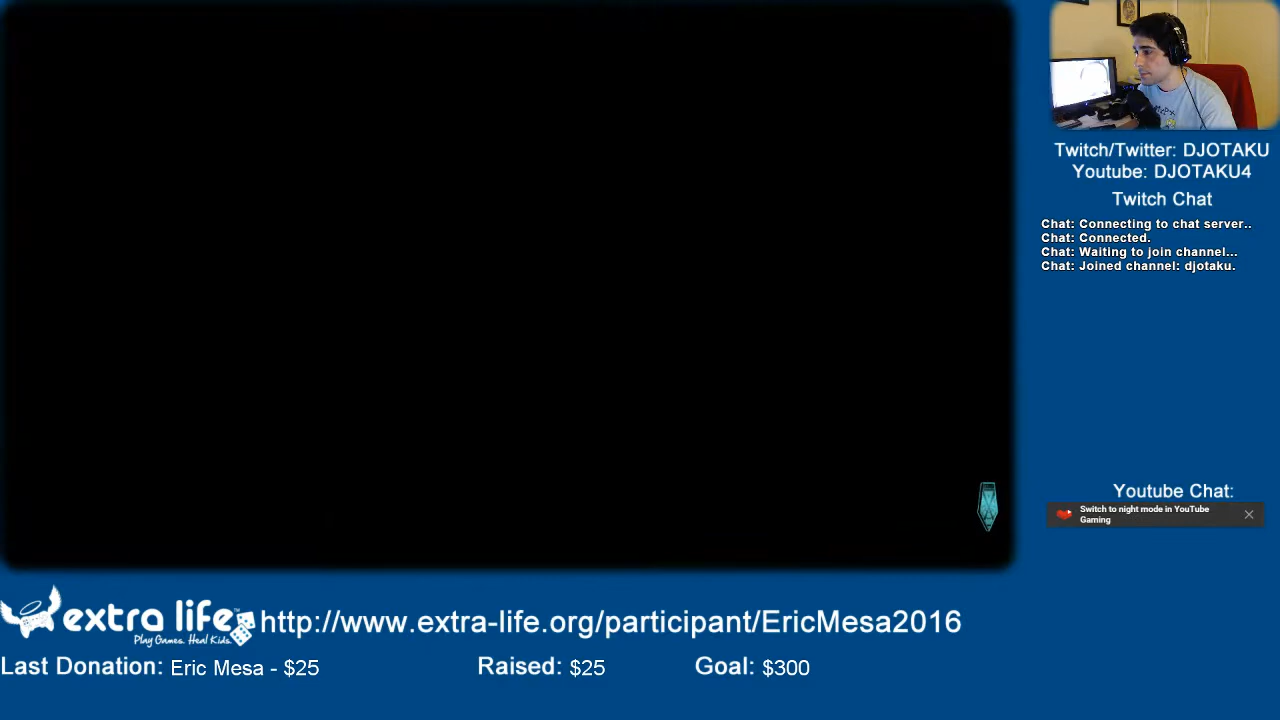 Twitch/Twitter: DJOTAKU
Youtube: DJOTAKU4
Twitch Chat
Chat: Connecting to chat server..
Chat: Connected.
Chat: Waiting to join channel...
Chat: Joined channel: djotaku.
Youtube Chat:
Switch to night mode in YouTube
Gaming
extra life™
Play Games. Heal Kids.
http://www.extra-life.org/participant/EricMesa2016
Last Donation: Eric Mesa - $25 Raised: $25 Goal: $300